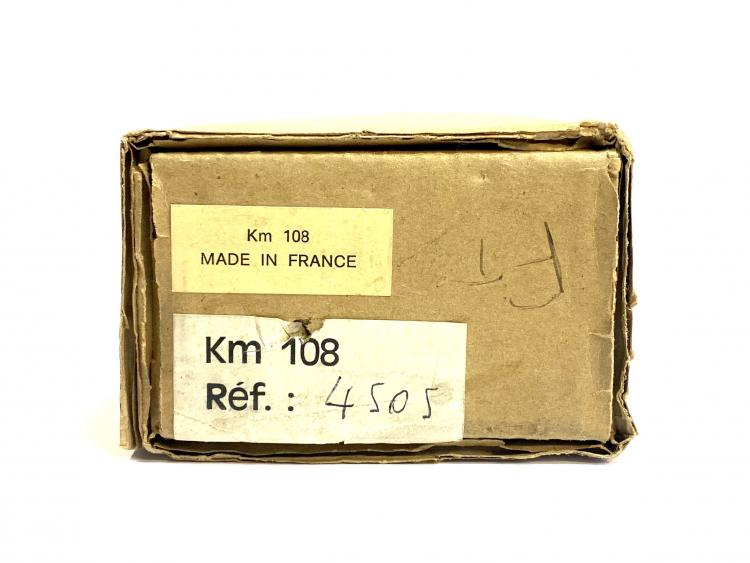 Km 108
MADE IN FRANCE
Km 108
Réf. : 4505